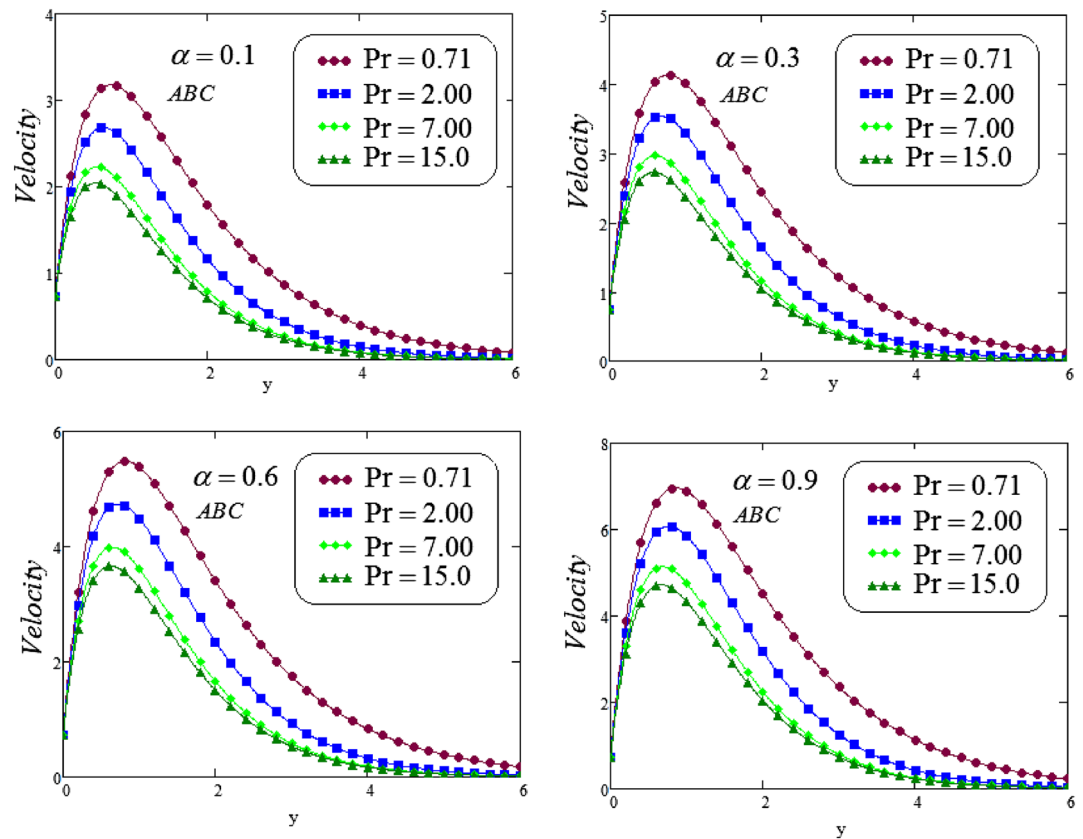 4
3
2
1
0
Velocity
α = 0.1
ABC
Pr = 0.71
Pr = 2.00
Pr = 7.00
Pr = 15.0
0 2 4 6
y
5
4
3
2
1
0
Velocity
α = 0.3
ABC
Pr = 0.71
Pr = 2.00
Pr = 7.00
Pr = 15.0
0 2 4 6
y
6
4
2
0
Velocity
α = 0.6
ABC
Pr = 0.71
Pr = 2.00
Pr = 7.00
Pr = 15.0
0 2 4 6
y
8
6
4
2
0
Velocity
α = 0.9
ABC
Pr = 0.71
Pr = 2.00
Pr = 7.00
Pr = 15.0
0 2 4 6
y